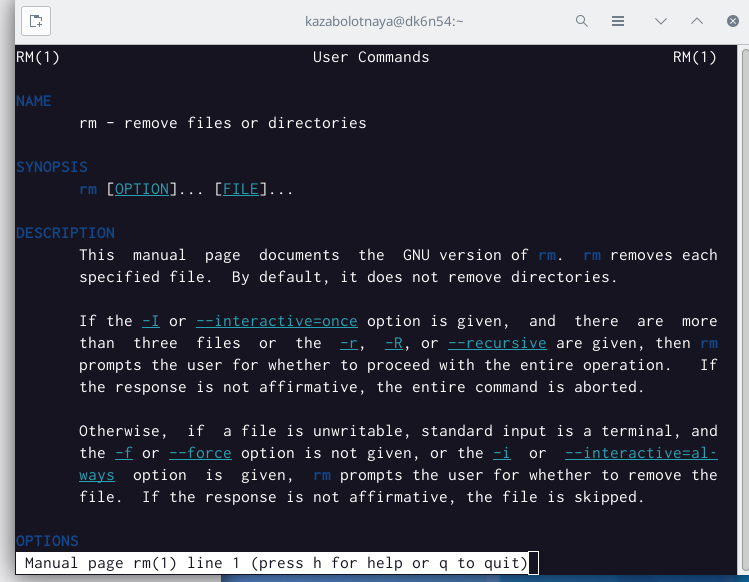 kazabolotnaya@dk6n54:~
RM(1) User Commands RM(1)
NAME
rm - remove files or directories
SYNOPSIS
rm [OPTION]... [FILE]...
DESCRIPTION
This manual page documents the GNU version of rm. rm removes each
specified file. By default, it does not remove directories.
If the -I or --interactive=once option is given, and there are more
than three files or the -r, -R, or --recursive are given, then rm
prompts the user for whether to proceed with the entire operation. If
the response is not affirmative, the entire command is aborted.
Otherwise, if a file is unwritable, standard input is a terminal, and
the -f or --force option is not given, or the -i or --interactive=al-
ways option is given, rm prompts the user for whether to remove the
file. If the response is not affirmative, the file is skipped.
OPTIONS
Manual page rm(1) line 1 (press h for help or q to quit)